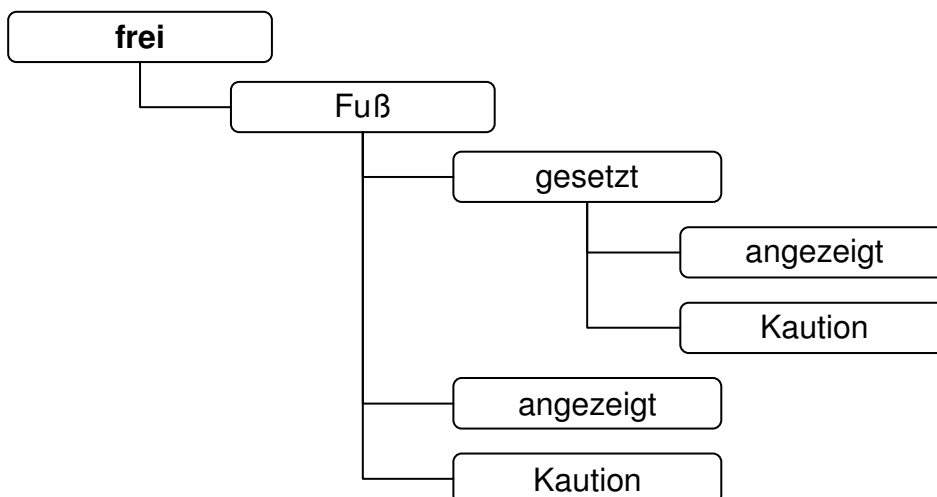 frei
Fuß
gesetzt
angezeigt
Kaution
angezeigt
Kaution